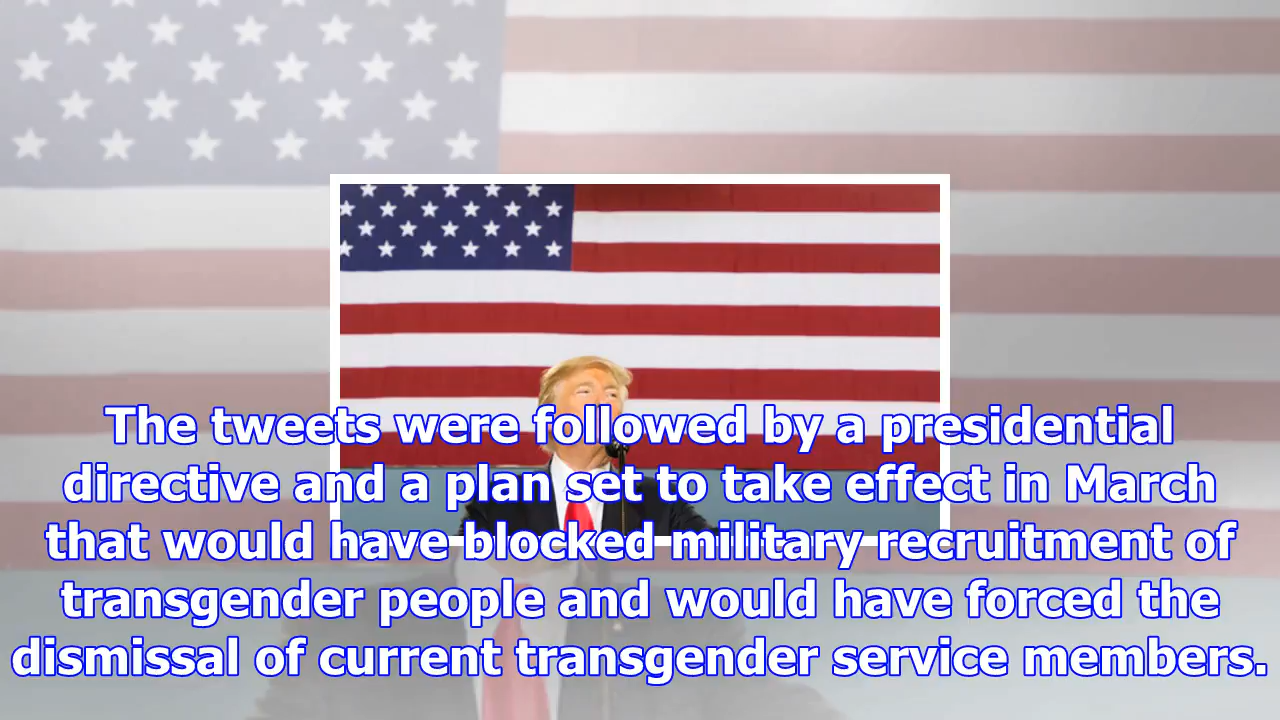 The tweets were followed by a presidential
directive and a plan set to take effect in March
that would have blocked military recruitment of
transgender people and would have forced the
dismissal of current transgender service members.